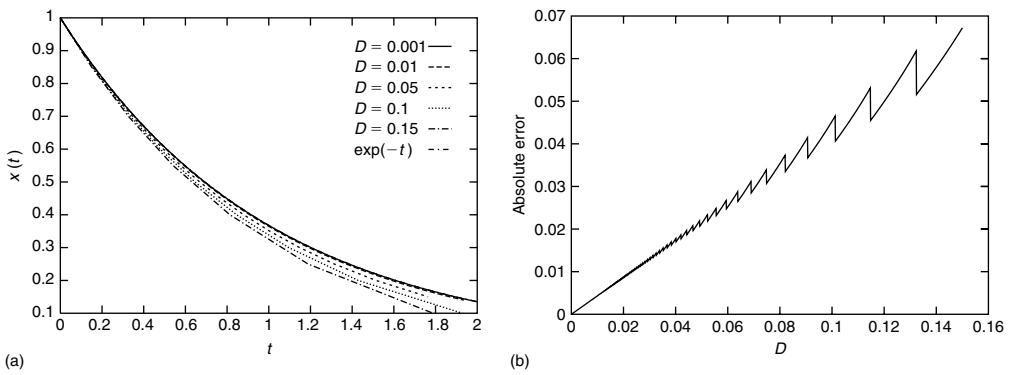 1
0.9
0.8
0.7
0.6
0.5
0.4
0.3
0.2
0.1
x (t)
0 0.2 0.4 0.6 0.8 1 1.2 1.4 1.6 1.8 2
t
D = 0.001
D = 0.01
D = 0.05
D = 0.1
D = 0.15
exp(−t)
(a)
0.07
0.06
0.05
0.04
0.03
0.02
0.01
0
Absolute error
0 0.02 0.04 0.06 0.08 0.1 0.12 0.14 0.16
D
(b)